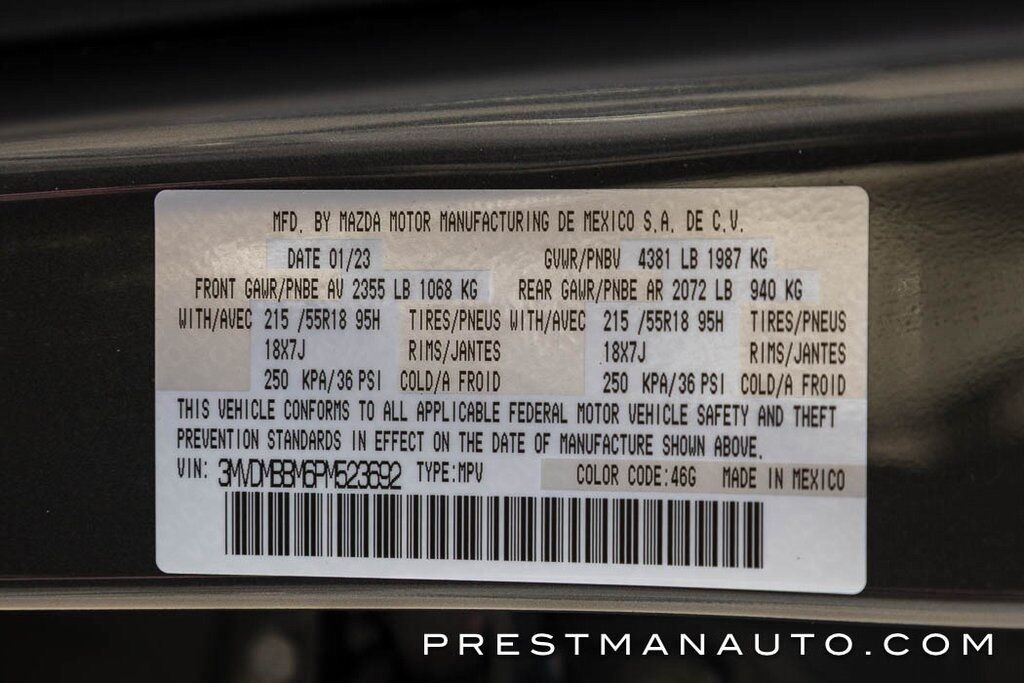 MFD. BY MAZDA MOTOR MANUFACTURING DE MEXICO S.A. DE C.V.
DATE 01/23 GVWR/PNBV 4381 LB 1987 KG
FRONT GAWR/PNBE AV 2355 LB 1068 KG REAR GAWR/PNBE AR 2072 LB 940 KG
WITH/AVEC 215 /55R18 95H TIRES/PNEUS WITH/AVEC 215 /55R18 95H TIRES/PNEUS
18X7J RIMS/JANTES 18X7J RIMS/JANTES
250 KPA/36 PSI COLD/A FROID 250 KPA/36 PSI COLD/A FROID
THIS VEHICLE CONFORMS TO ALL APPLICABLE FEDERAL MOTOR VEHICLE SAFETY AND THEFT
PREVENTION STANDARDS IN EFFECT ON THE DATE OF MANUFACTURE SHOWN ABOVE.
VIN: 3MVDMBBM6PM523692 TYPE:MPV COLOR CODE:46G MADE IN MEXICO
PRESTMANAUTO.COM